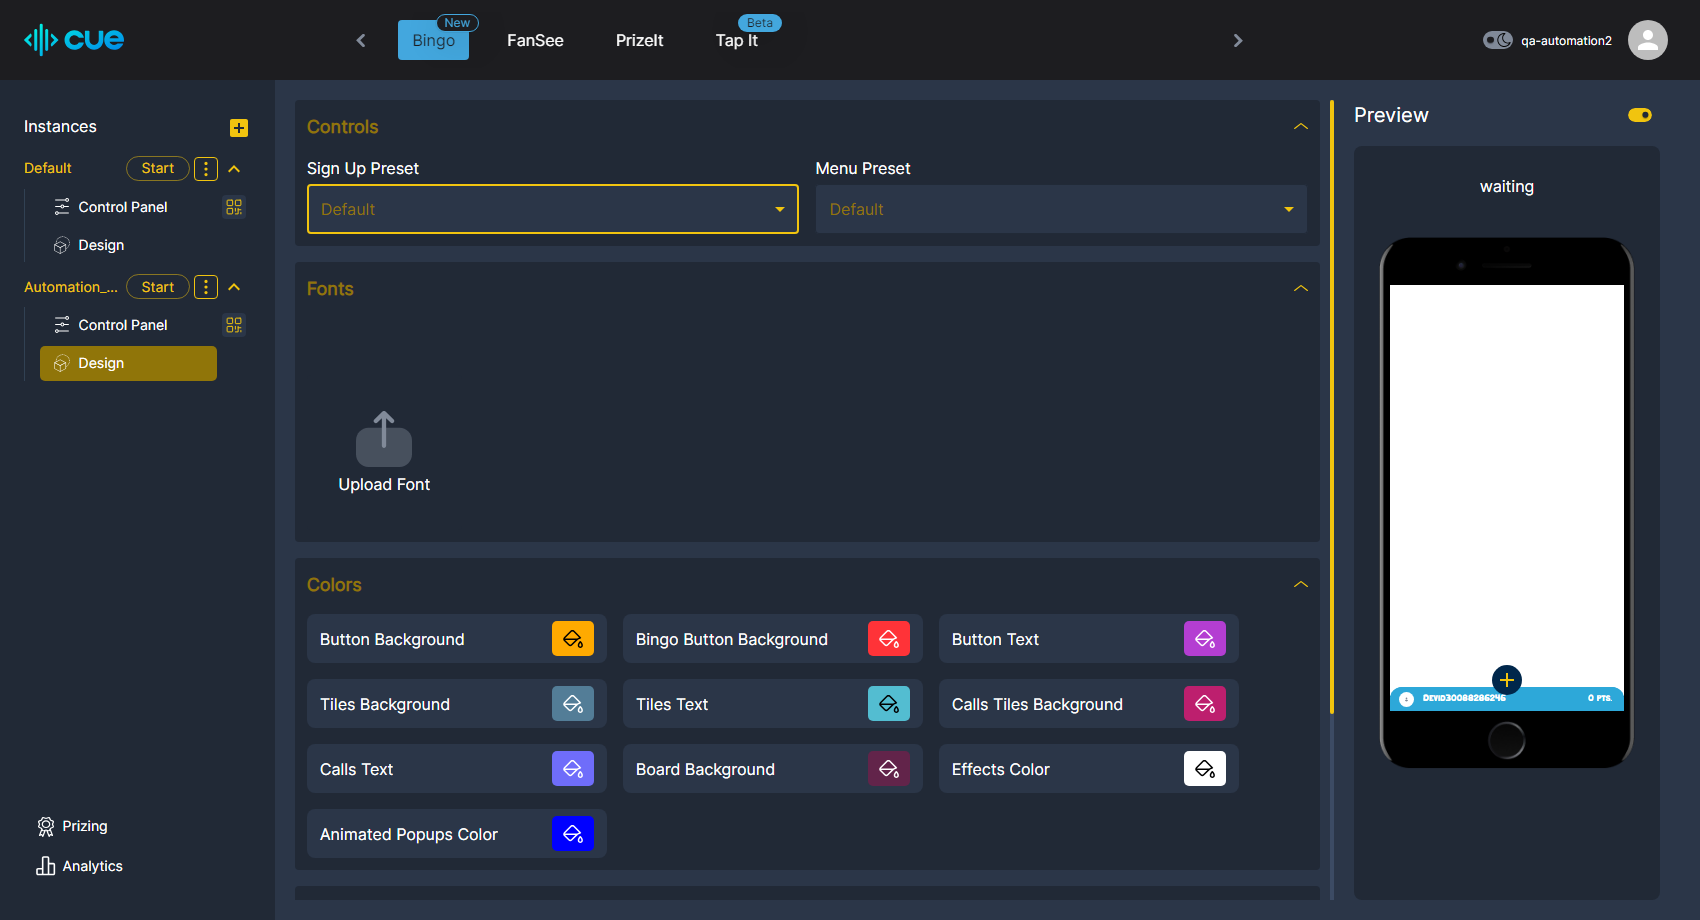 cue
Bingo
New
FanSee
PrizeIt
Tap It
Beta
qa-automation2
Instances
Default
Start
Control Panel
Design
Automation_...
Start
Control Panel
Design
Prizing
Analytics
Controls
Sign Up Preset
Menu Preset
Default
Default
Fonts
Upload Font
Colors
Button Background
Bingo Button Background
Button Text
Tiles Background
Tiles Text
Calls Tiles Background
Calls Text
Board Background
Effects Color
Animated Popups Color
Preview
waiting
0 PTS.